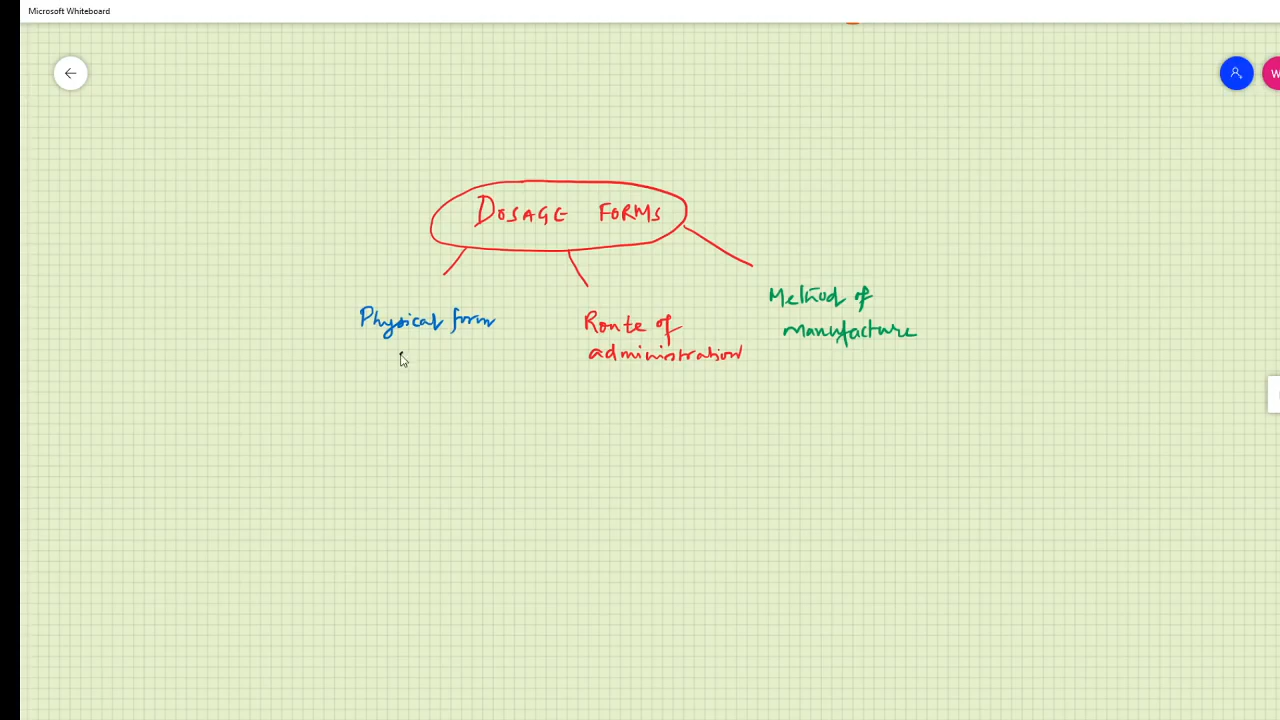 Microsoft Whiteboard
W
DOSAGE FORMS
Physical form
Route of
administration
Method of
manufacture